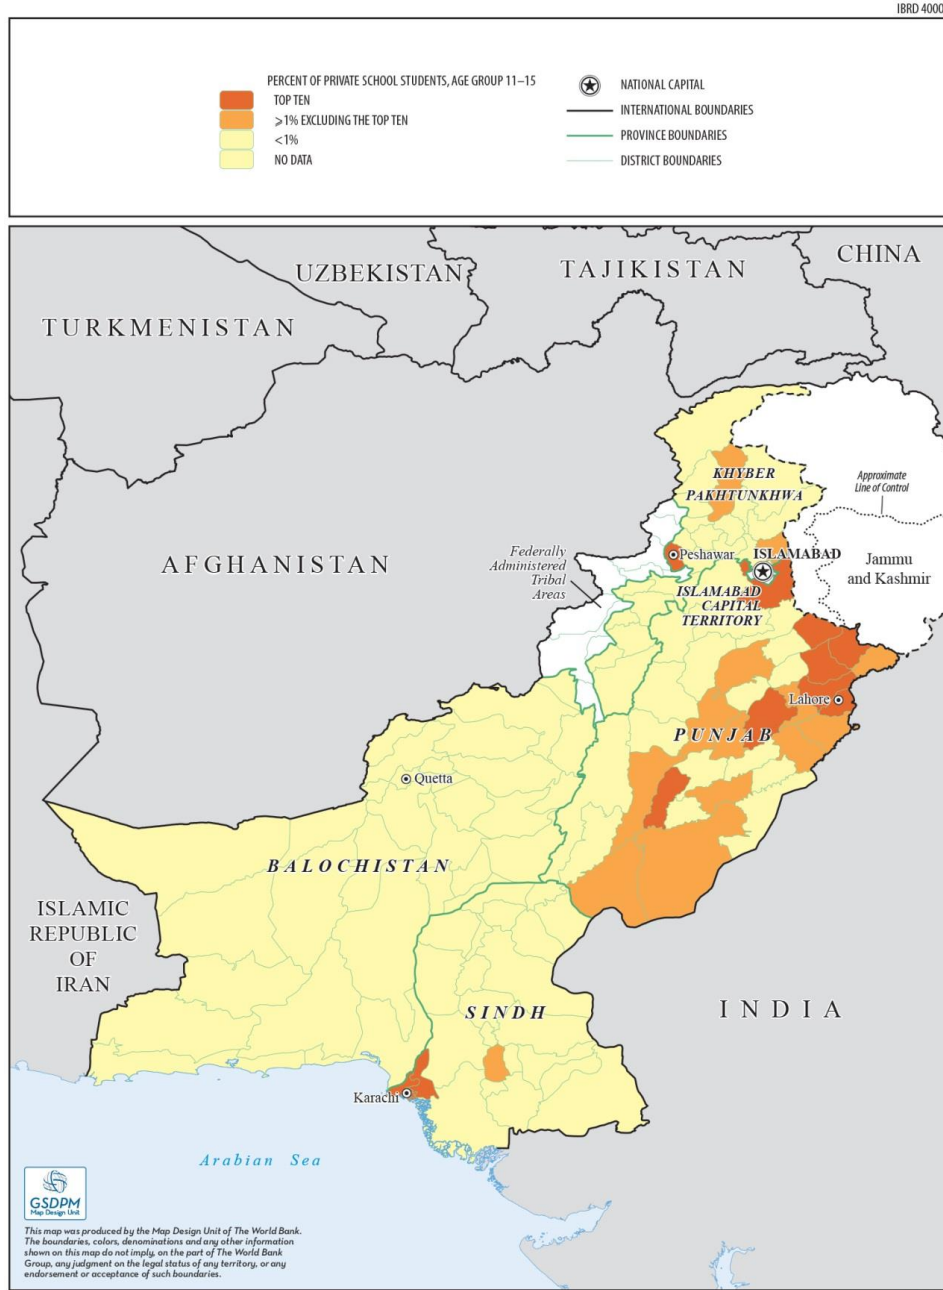 IBRD 4000
PERCENT OF PRIVATE SCHOOL STUDENTS, AGE GROUP 11–15
TOP TEN
⩾1% EXCLUDING THE TOP TEN
<1%
NO DATA
NATIONAL CAPITAL
INTERNATIONAL BOUNDARIES
PROVINCE BOUNDARIES
DISTRICT BOUNDARIES
UZBEKISTAN
TAJIKISTAN
CHINA
TURKMENISTAN
KHYBER
PAKHTUNKHWA
Approximate
Line of Control
AFGHANISTAN
Federally
Administered
Tribal
Areas
Peshawar
ISLAMABAD
Jammu
and Kashmir
ISLAMABAD
CAPITAL
TERRITORY
Lahore
PUNJAB
Quetta
BALOCHISTAN
ISLAMIC
REPUBLIC
OF
IRAN
SINDH
INDIA
Karachi
Arabian Sea
GSDPM
Map Design Unit
This map was produced by the Map Design Unit of The World Bank.
The boundaries, colors, denominations and any other information
shown on this map do not imply, on the part of The World Bank
Group, any judgment on the legal status of any territory, or any
endorsement or acceptance of such boundaries.